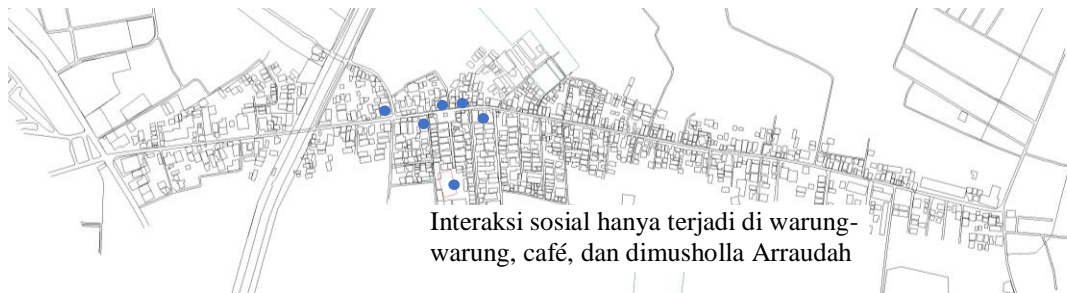 Interaksi sosial hanya terjadi di warung-
warung, café, dan dimusholla Arraudah